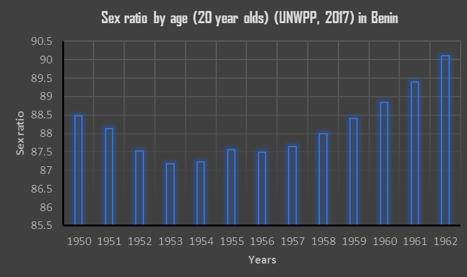 Sex ratio by age (20 year olds) (UNWPP, 2017) in Benin
90.5
90
89.5
89
88.5
88
87.5
87
86.5
86
85.5
Sex ratio
1950 1951 1952 1953 1954 1955 1956 1957 1958 1959 1960 1961 1962
Years